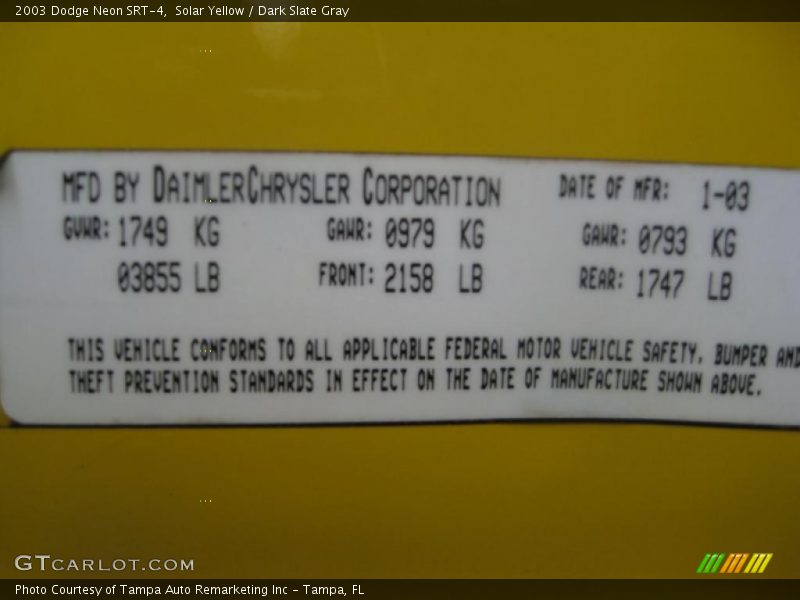 2003 Dodge Neon SRT-4, Solar Yellow / Dark Slate Gray
MFD BY DAIMLERCHRYSLER CORPORATION DATE OF MFR: 1-03
GVWR: 1749 KG GAWR: 0979 KG GAWR: 0793 KG
03855 LB FRONT: 2158 LB REAR: 1747 LB
THIS VEHICLE CONFORMS TO ALL APPLICABLE FEDERAL MOTOR VEHICLE SAFETY, BUMPER AND
THEFT PREVENTION STANDARDS IN EFFECT ON THE DATE OF MANUFACTURE SHOWN ABOVE.
GTCARLOT.COM
Photo Courtesy of Tampa Auto Remarketing Inc - Tampa, FL